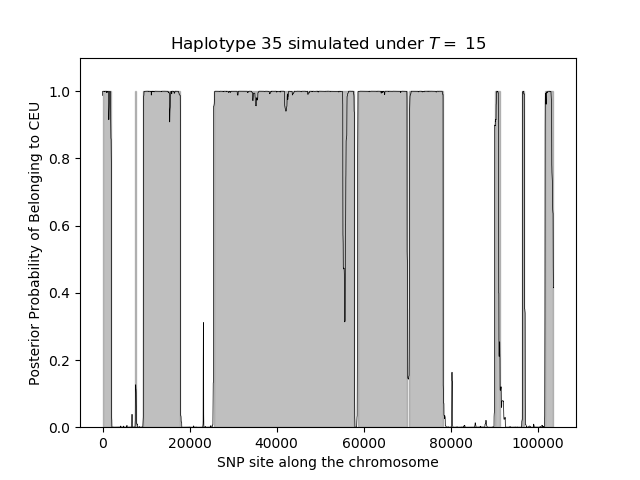 Haplotype 35 simulated under T = 15
1.0
0.8
0.6
0.4
0.2
0.0
Posterior Probability of Belonging to CEU
0 20000 40000 60000 80000 100000
SNP site along the chromosome